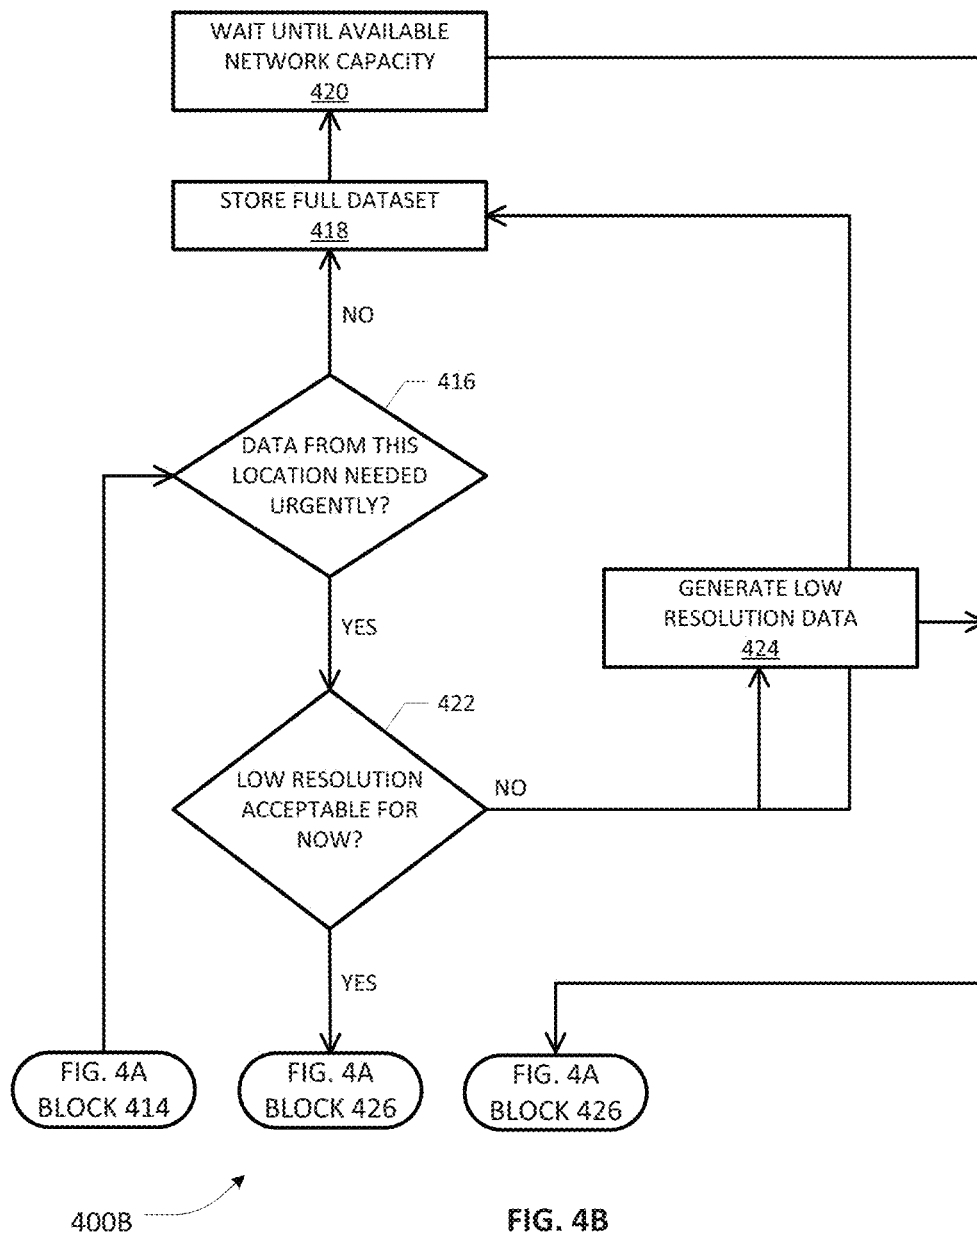 WAIT UNTIL AVAILABLE
NETWORK CAPACITY
420
STORE FULL DATASET
418
NO
416
DATA FROM THIS
LOCATION NEEDED
URGENTLY?
YES
GENERATE LOW
RESOLUTION DATA
424
422
LOW RESOLUTION
ACCEPTABLE FOR
NOW?
NO
YES
FIG. 4A
BLOCK 414
FIG. 4A
BLOCK 426
FIG. 4A
BLOCK 426
400B
FIG. 4B